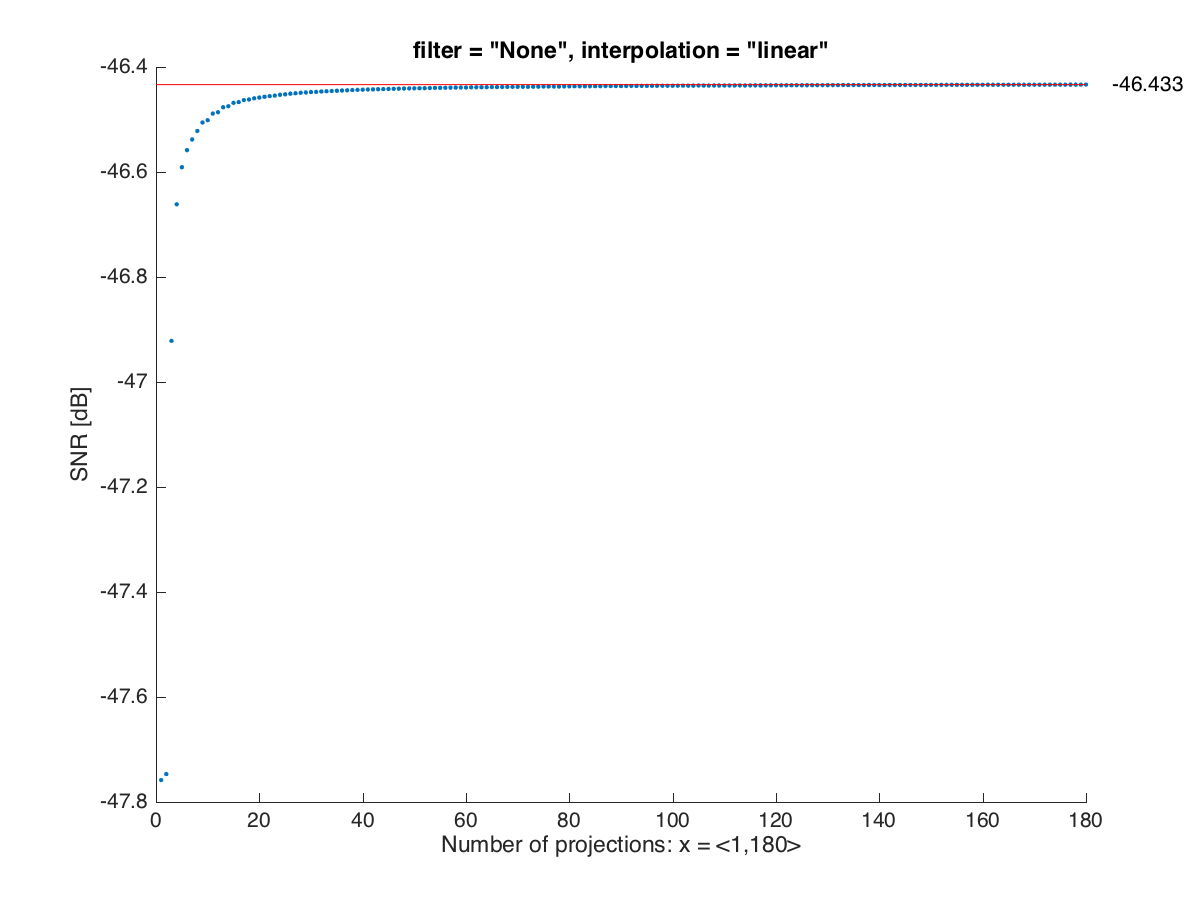 filter = "None", interpolation = "linear"
-46.4
-46.433
-46.6
-46.8
-47
-47.2
-47.4
-47.6
-47.8
SNR [dB]
0 20 40 60 80 100 120 140 160 180
Number of projections: x = <1,180>